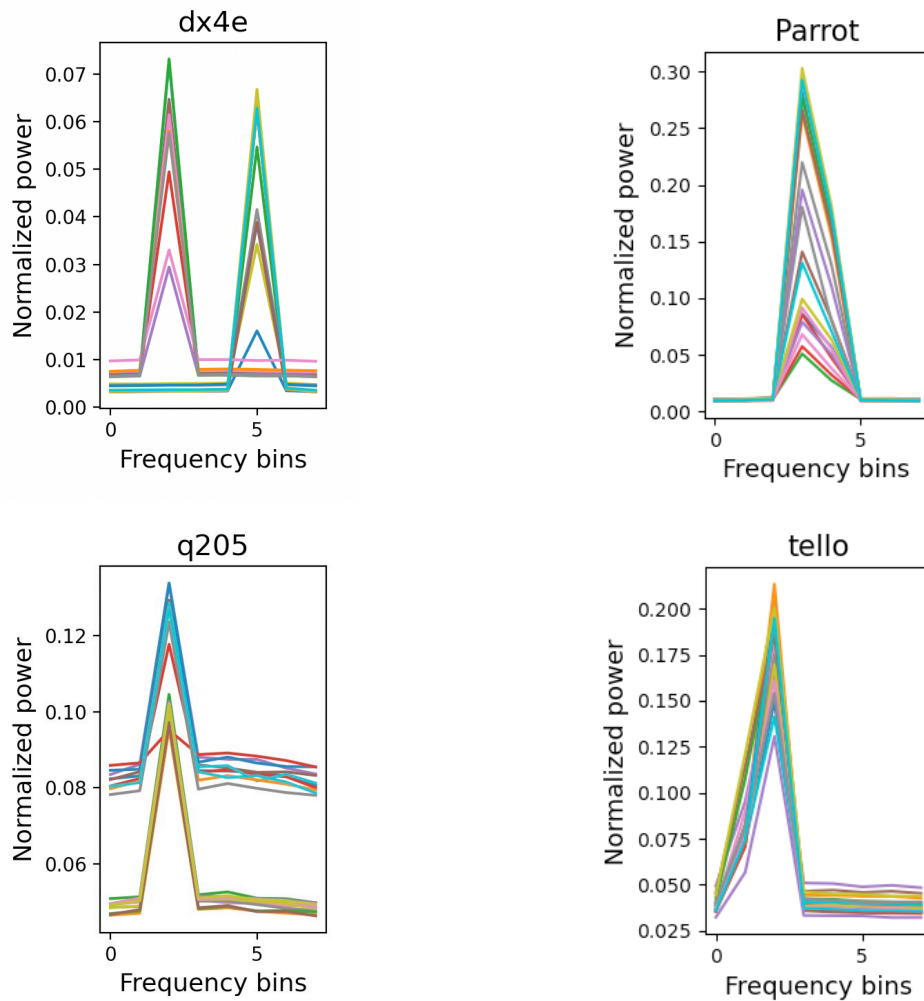 dx4e
0.07
0.06
0.05
0.04
0.03
0.02
0.01
0.00
Normalized power
0
5
Frequency bins
Parrot
0.30
0.25
0.20
0.15
0.10
0.05
0.00
Normalized power
0
5
Frequency bins
q205
0.12
0.10
0.08
0.06
Normalized power
0
5
Frequency bins
tello
0.200
0.175
0.150
0.125
0.100
0.075
0.050
0.025
Normalized power
0
5
Frequency bins